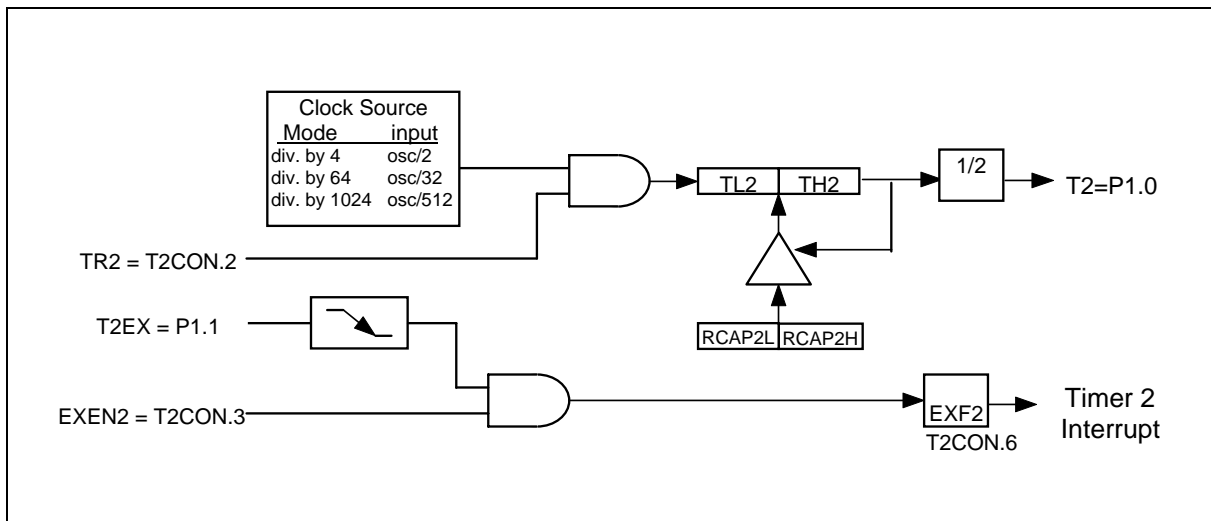 Clock Source
Mode input
div. by 4 osc/2
div. by 64 osc/32
div. by 1024 osc/512
TL2 TH2
1/2
T2=P1.0
TR2 = T2CON.2
T2EX = P1.1
RCAP2L RCAP2H
EXEN2 = T2CON.3
EXF2
T2CON.6
Timer 2
Interrupt